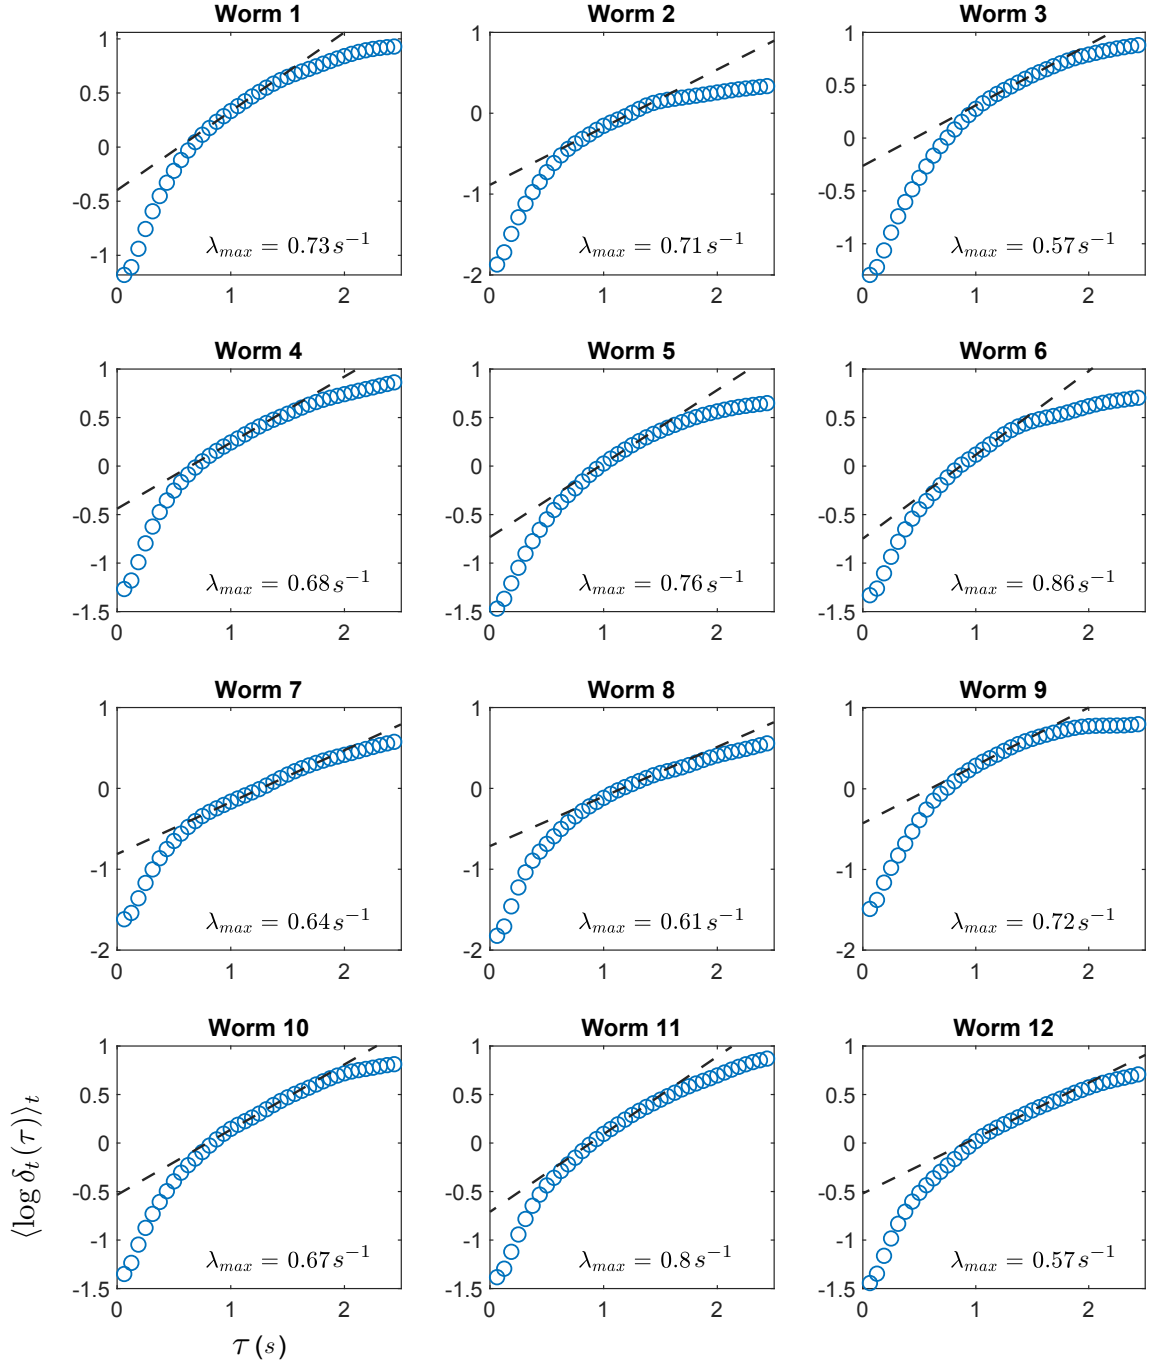 Worm 1
Worm 2
Worm 3
1
0.5
0
-0.5
-1
0 1 2
λmax = 0.73 s⁻¹
1
0
-1
-2
0 1 2
λmax = 0.71 s⁻¹
1
0.5
0
-0.5
-1
0 1 2
λmax = 0.57 s⁻¹
Worm 4
Worm 5
Worm 6
1
0.5
0
-0.5
-1
-1.5
0 1 2
λmax = 0.68 s⁻¹
1
0.5
0
-0.5
-1
-1.5
0 1 2
λmax = 0.76 s⁻¹
1
0.5
0
-0.5
-1
-1.5
0 1 2
λmax = 0.86 s⁻¹
Worm 7
Worm 8
Worm 9
1
0
-1
-2
0 1 2
λmax = 0.64 s⁻¹
1
0
-1
-2
0 1 2
λmax = 0.61 s⁻¹
1
0
-1
-2
0 1 2
λmax = 0.72 s⁻¹
Worm 10
Worm 11
Worm 12
1
0.5
0
-0.5
-1
-1.5
0 1 2
λmax = 0.67 s⁻¹
1
0.5
0
-0.5
-1
-1.5
0 1 2
λmax = 0.8 s⁻¹
1
0.5
0
-0.5
-1
-1.5
0 1 2
λmax = 0.57 s⁻¹
⟨log δt(τ)⟩t
τ (s)